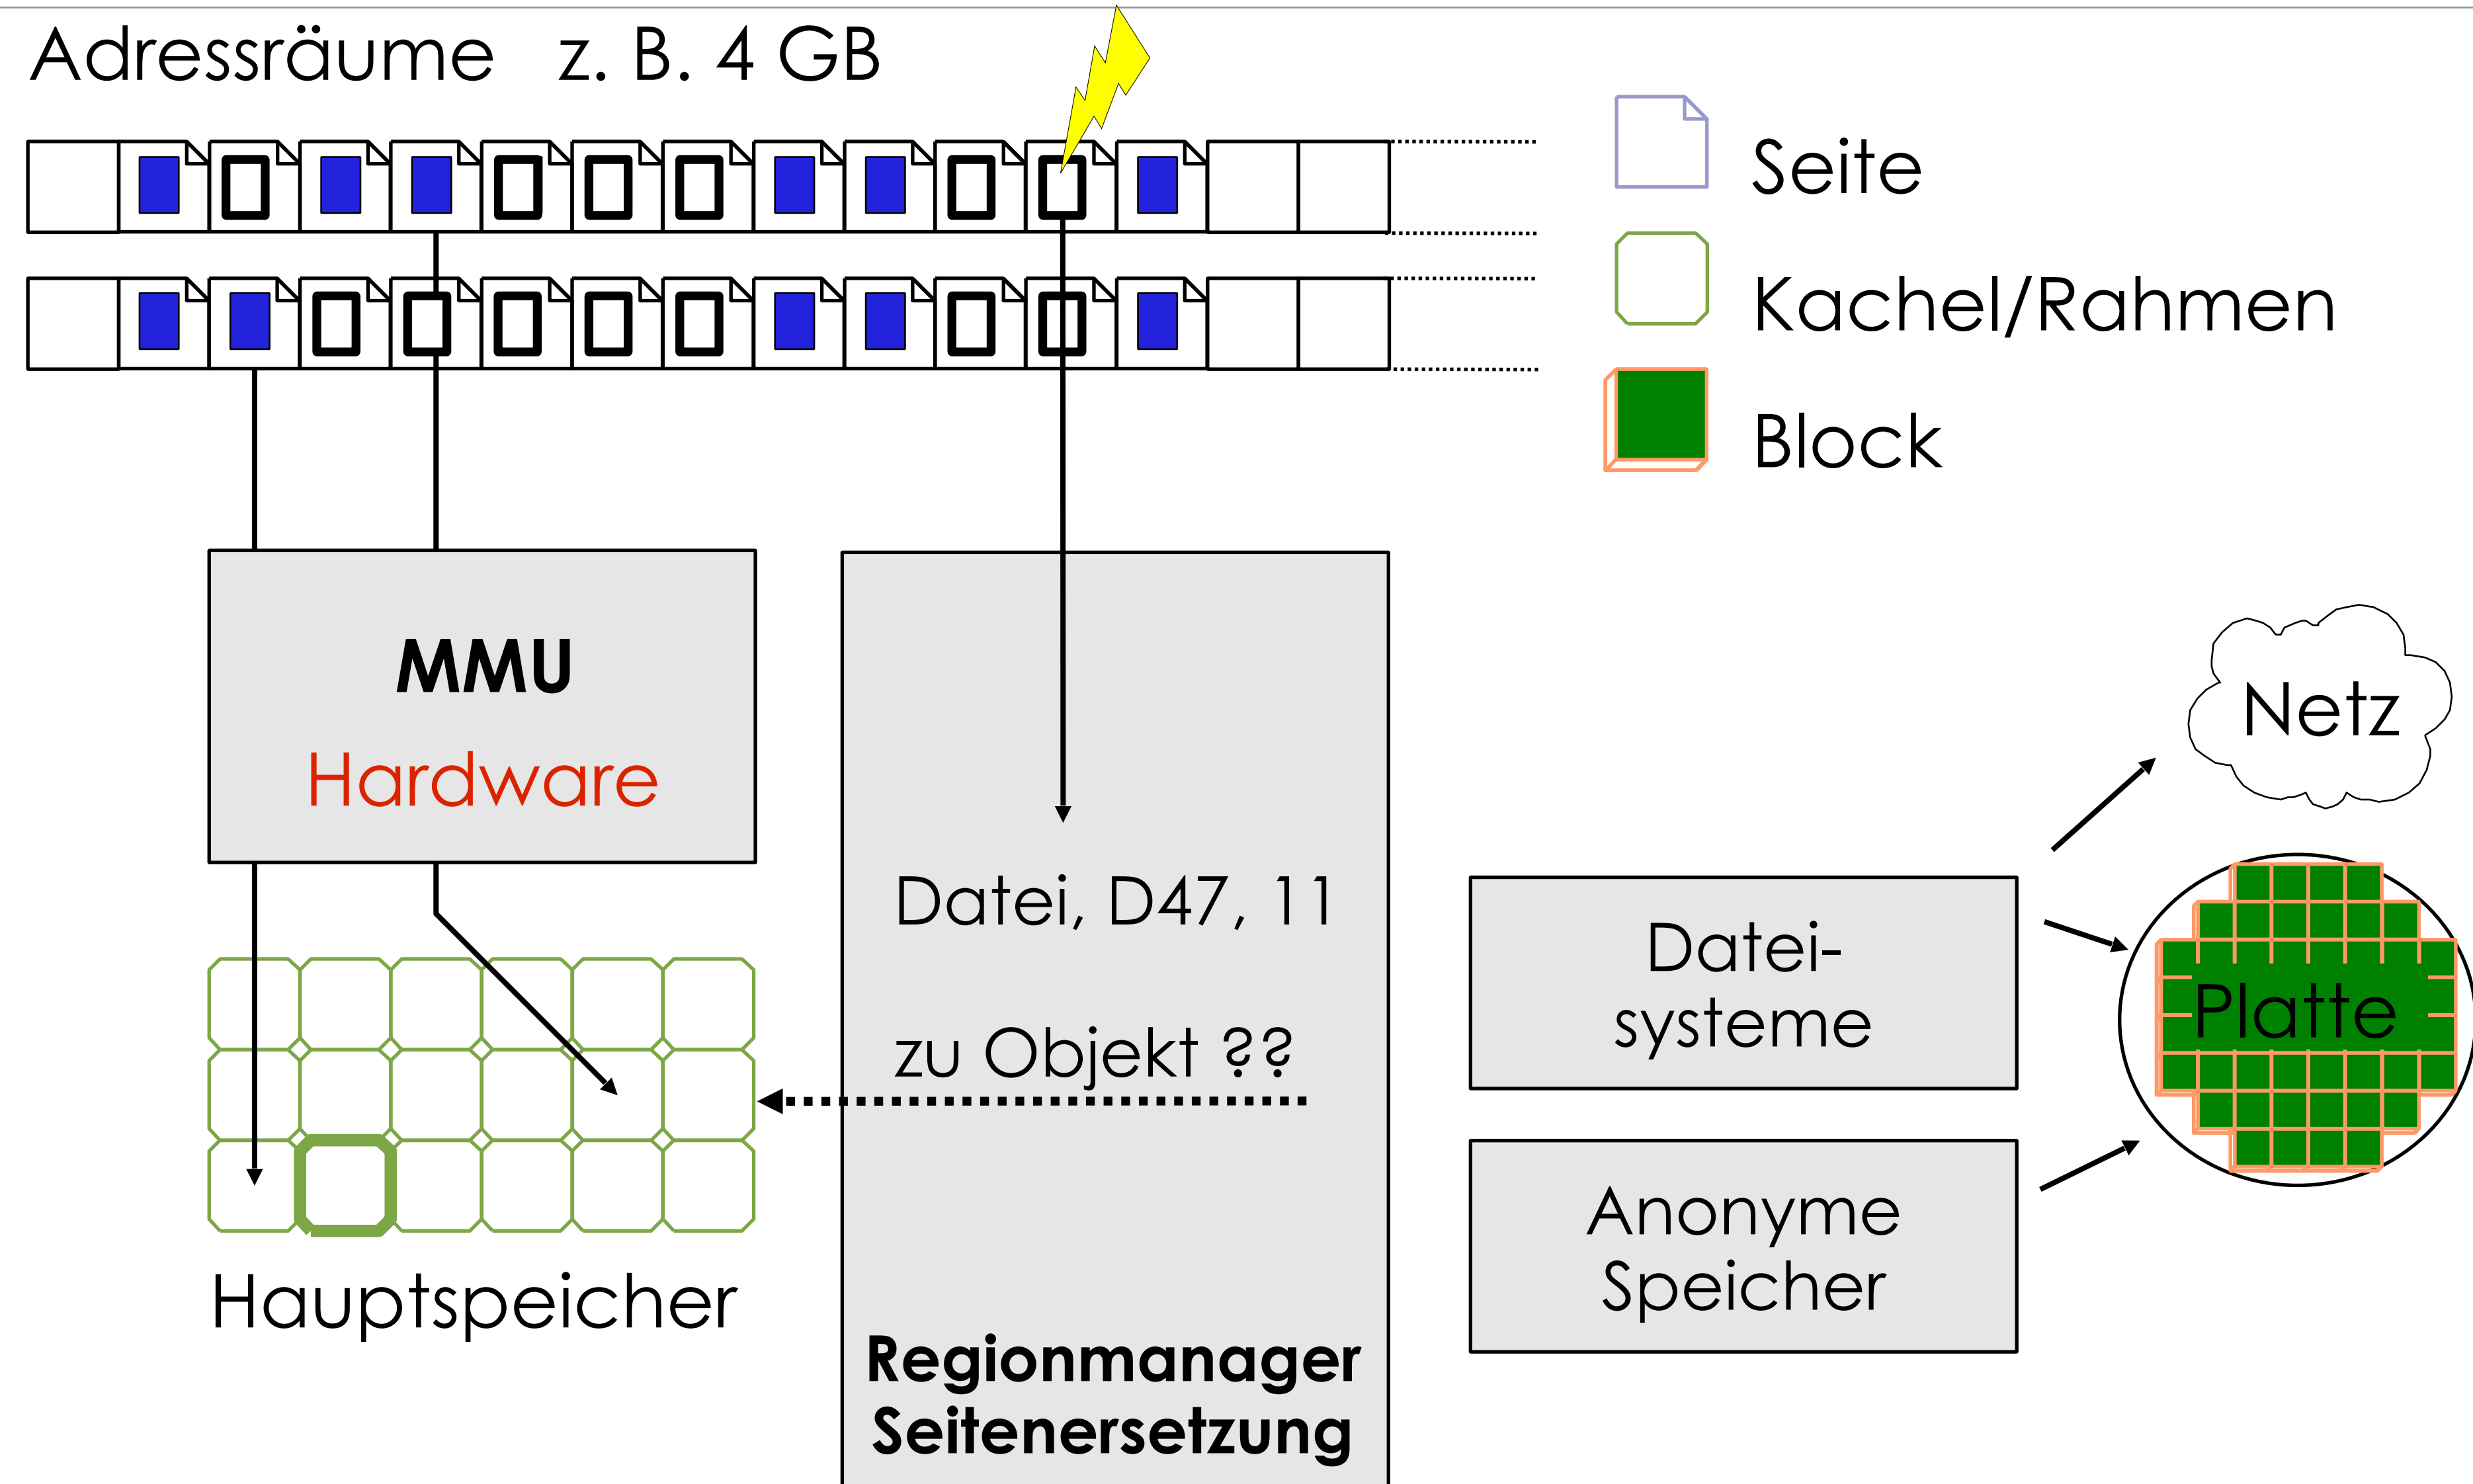 Adressräume z. B. 4 GB
Seite
Kachel/Rahmen
Block
MMU
Hardware
Netz
Datei, D47, 11
zu Objekt ??
Datei-
systeme
Platte
Anonyme
Speicher
Hauptspeicher
Regionmanager
Seitenersetzung